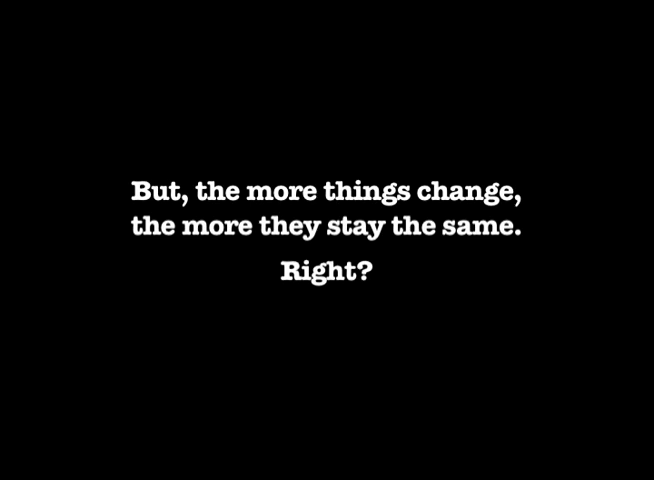 But, the more things change,
the more they stay the same.
Right?